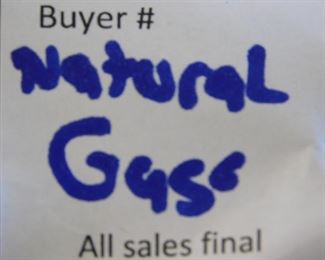 Buyer #
Natural
Gass
All sales final